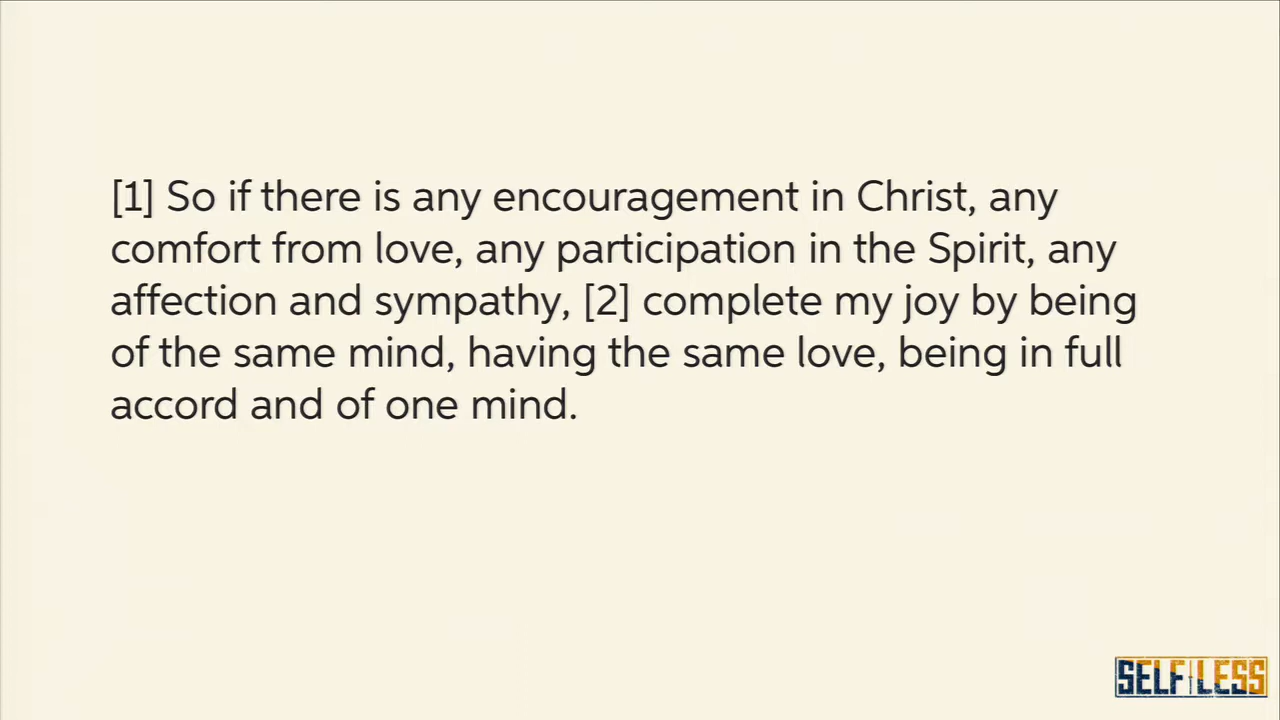 [1] So if there is any encouragement in Christ, any
comfort from love, any participation in the Spirit, any
affection and sympathy, [2] complete my joy by being
of the same mind, having the same love, being in full
accord and of one mind.
SELF LESS